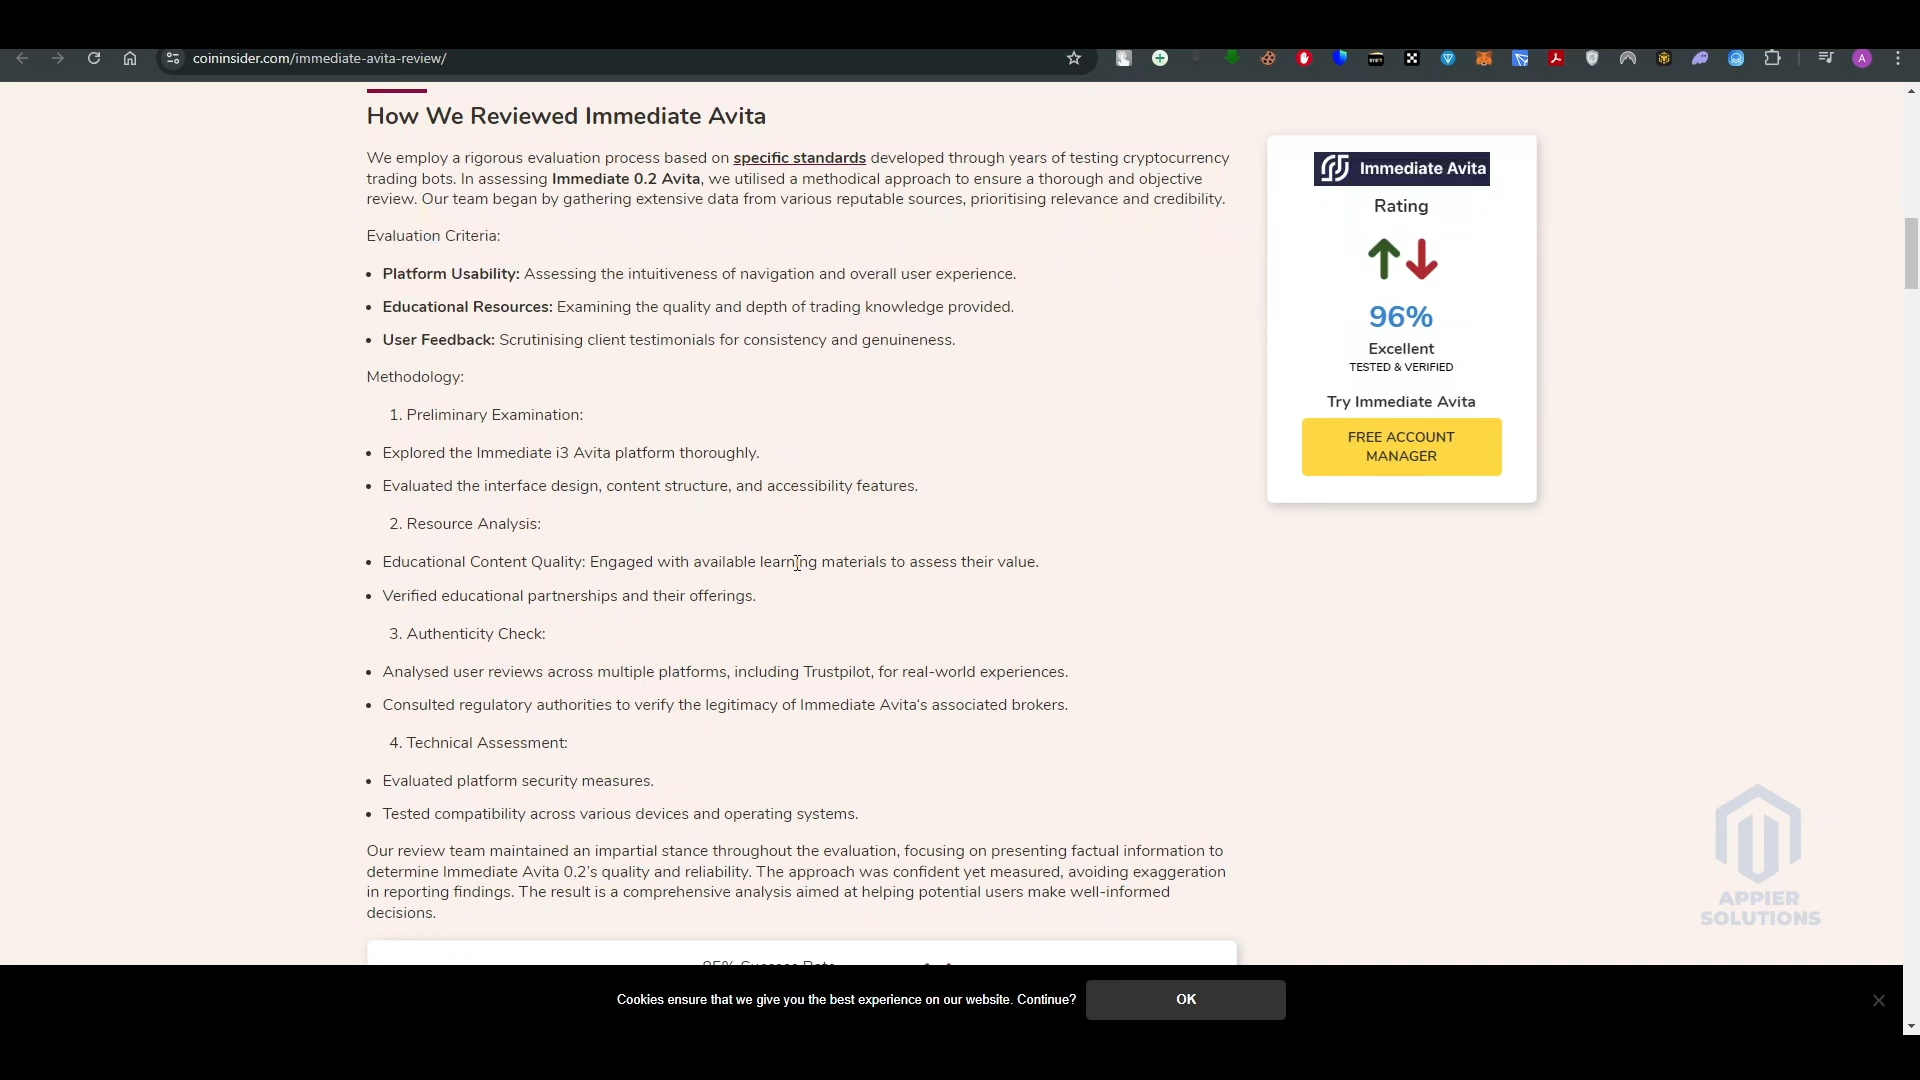 coininsider.com/immediate-avita-review/
A
How We Reviewed Immediate Avita
We employ a rigorous evaluation process based on specific standards developed through years of testing cryptocurrency
trading bots. In assessing Immediate 0.2 Avita, we utilised a methodical approach to ensure a thorough and objective
review. Our team began by gathering extensive data from various reputable sources, prioritising relevance and credibility.
Evaluation Criteria:
• Platform Usability: Assessing the intuitiveness of navigation and overall user experience.
• Educational Resources: Examining the quality and depth of trading knowledge provided.
• User Feedback: Scrutinising client testimonials for consistency and genuineness.
Methodology:
1. Preliminary Examination:
• Explored the Immediate i3 Avita platform thoroughly.
• Evaluated the interface design, content structure, and accessibility features.
2. Resource Analysis:
• Educational Content Quality: Engaged with available learning materials to assess their value.
• Verified educational partnerships and their offerings.
3. Authenticity Check:
• Analysed user reviews across multiple platforms, including Trustpilot, for real-world experiences.
• Consulted regulatory authorities to verify the legitimacy of Immediate Avita's associated brokers.
4. Technical Assessment:
• Evaluated platform security measures.
• Tested compatibility across various devices and operating systems.
Our review team maintained an impartial stance throughout the evaluation, focusing on presenting factual information to
determine Immediate Avita 0.2's quality and reliability. The approach was confident yet measured, avoiding exaggeration
in reporting findings. The result is a comprehensive analysis aimed at helping potential users make well-informed
decisions.
Immediate Avita
Rating
96%
Excellent
TESTED & VERIFIED
Try Immediate Avita
FREE ACCOUNT
MANAGER
APPIER
SOLUTIONS
Cookies ensure that we give you the best experience on our website. Continue?
OK